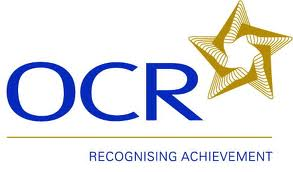 OCR
RECOGNISING ACHIEVEMENT